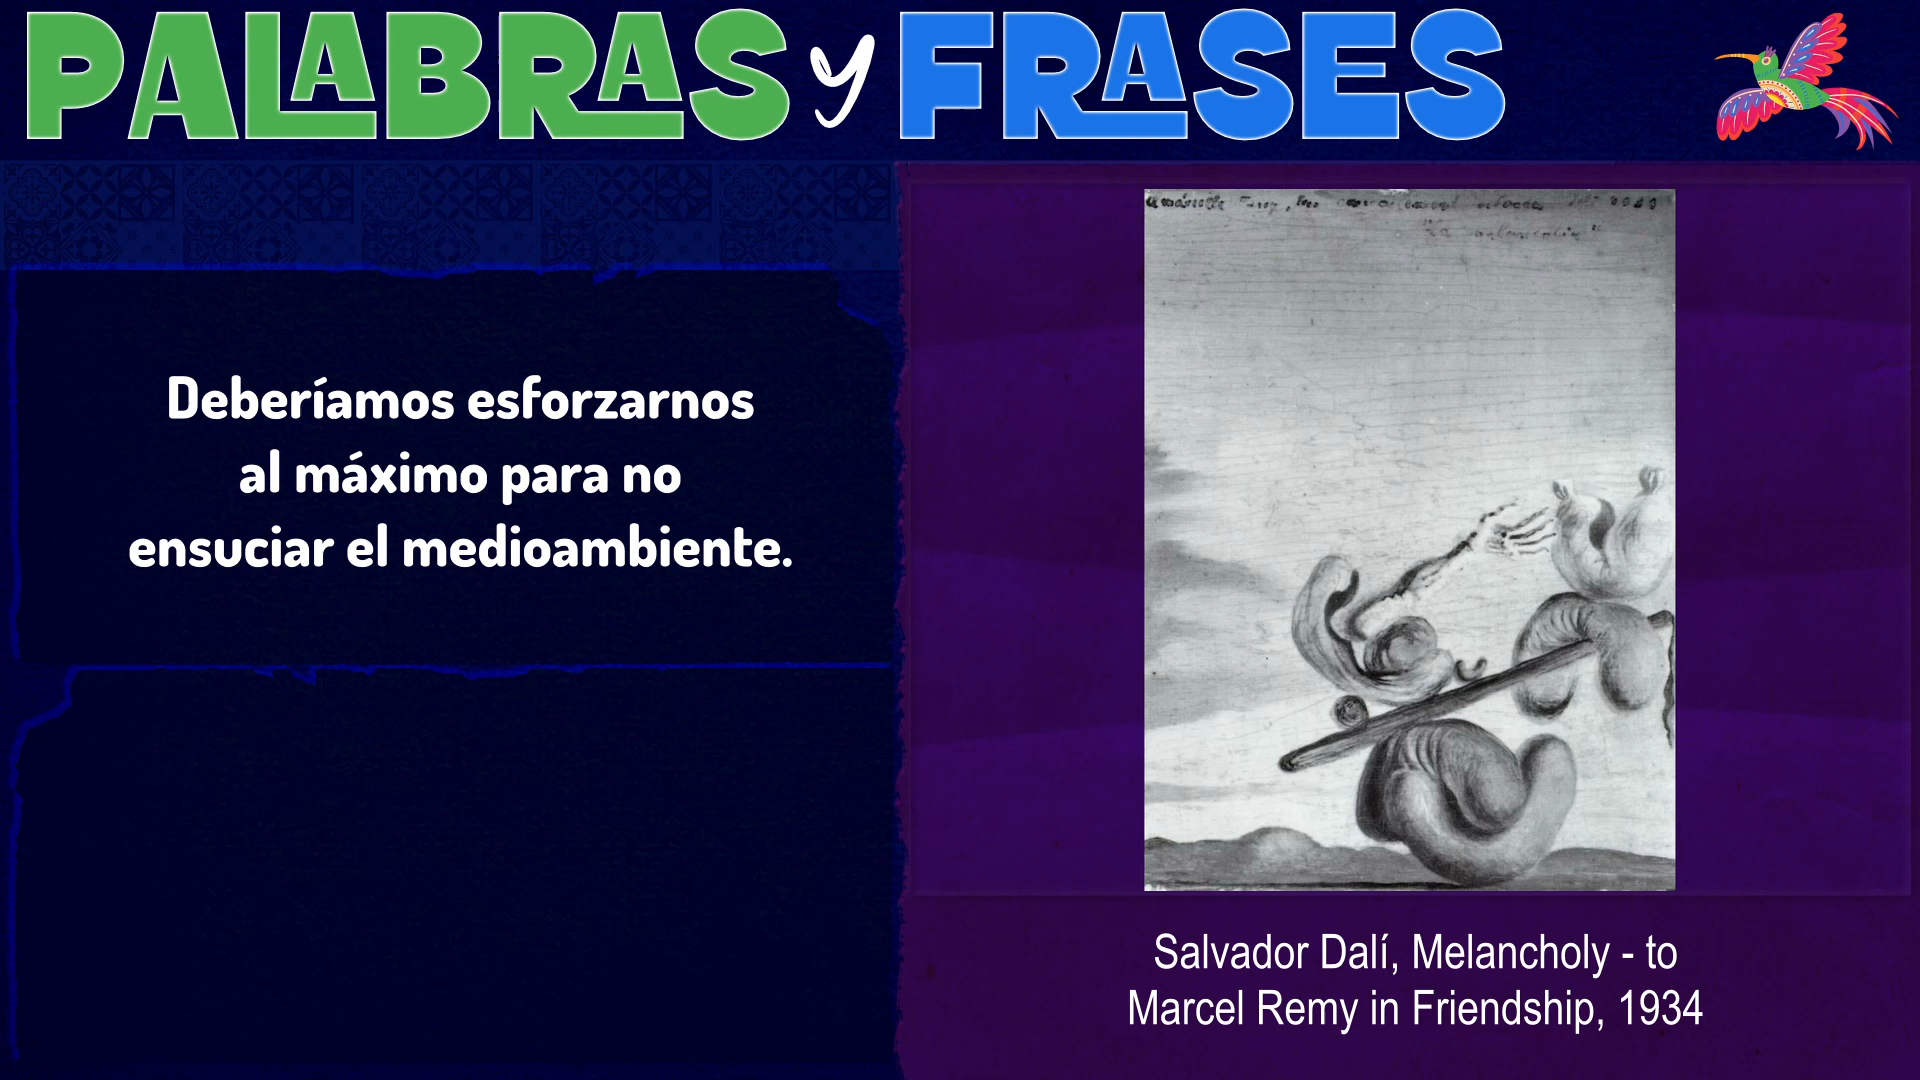 PALABRAS y FRASES
Deberíamos esforzarnos
al máximo para no
ensuciar el medioambiente.
Salvador Dalí, Melancholy - to
Marcel Remy in Friendship, 1934